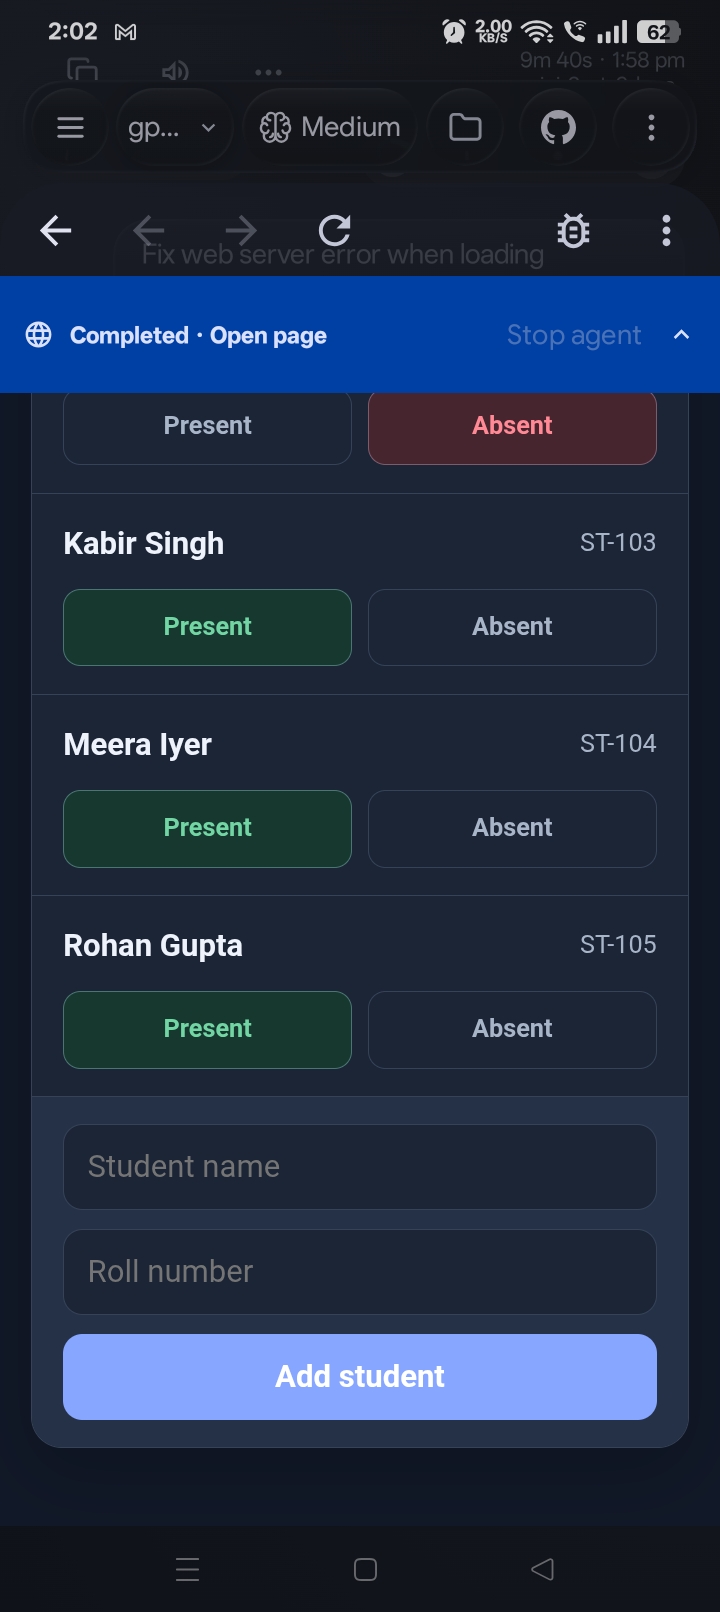 2:02
2.00
KB/S
62
9m 40s · 1:58 pm
gp...
Medium
Fix web server error when loading
Completed · Open page
Stop agent
Present
Absent
Kabir Singh
ST-103
Present
Absent
Meera Iyer
ST-104
Present
Absent
Rohan Gupta
ST-105
Present
Absent
Student name
Roll number
Add student